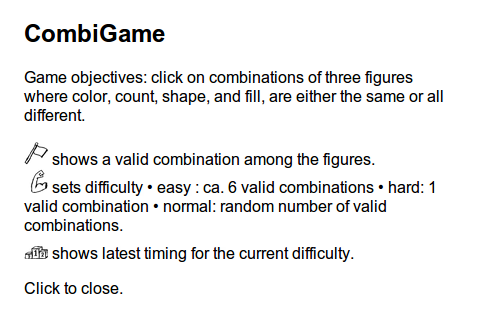 CombiGame
Game objectives: click on combinations of three figures
where color, count, shape, and fill, are either the same or all
different.
shows a valid combination among the figures.
sets difficulty • easy : ca. 6 valid combinations • hard: 1
valid combination • normal: random number of valid
combinations.
shows latest timing for the current difficulty.
Click to close.